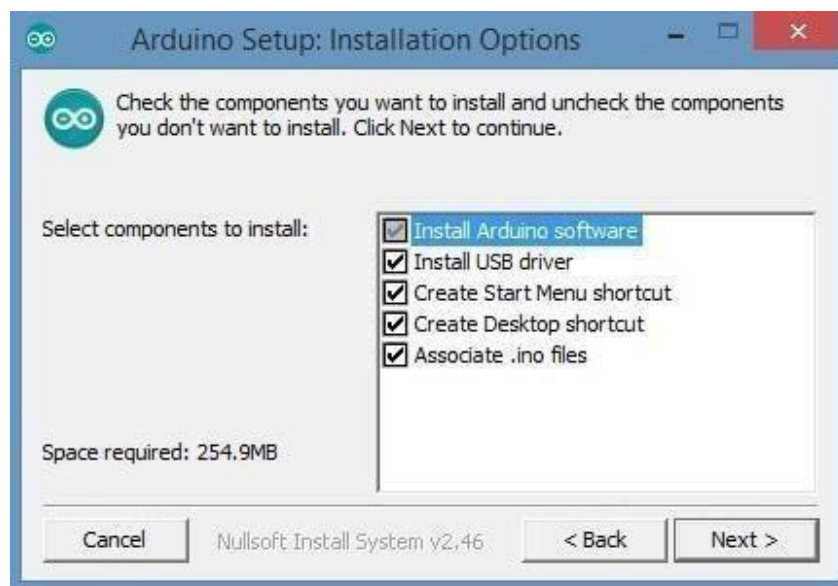 Arduino Setup: Installation Options
Check the components you want to install and uncheck the components
you don't want to install. Click Next to continue.
Select components to install:
Install Arduino software
Install USB driver
Create Start Menu shortcut
Create Desktop shortcut
Associate .ino files
Space required: 254.9MB
Cancel
Nullsoft Install System v2.46
< Back
Next >